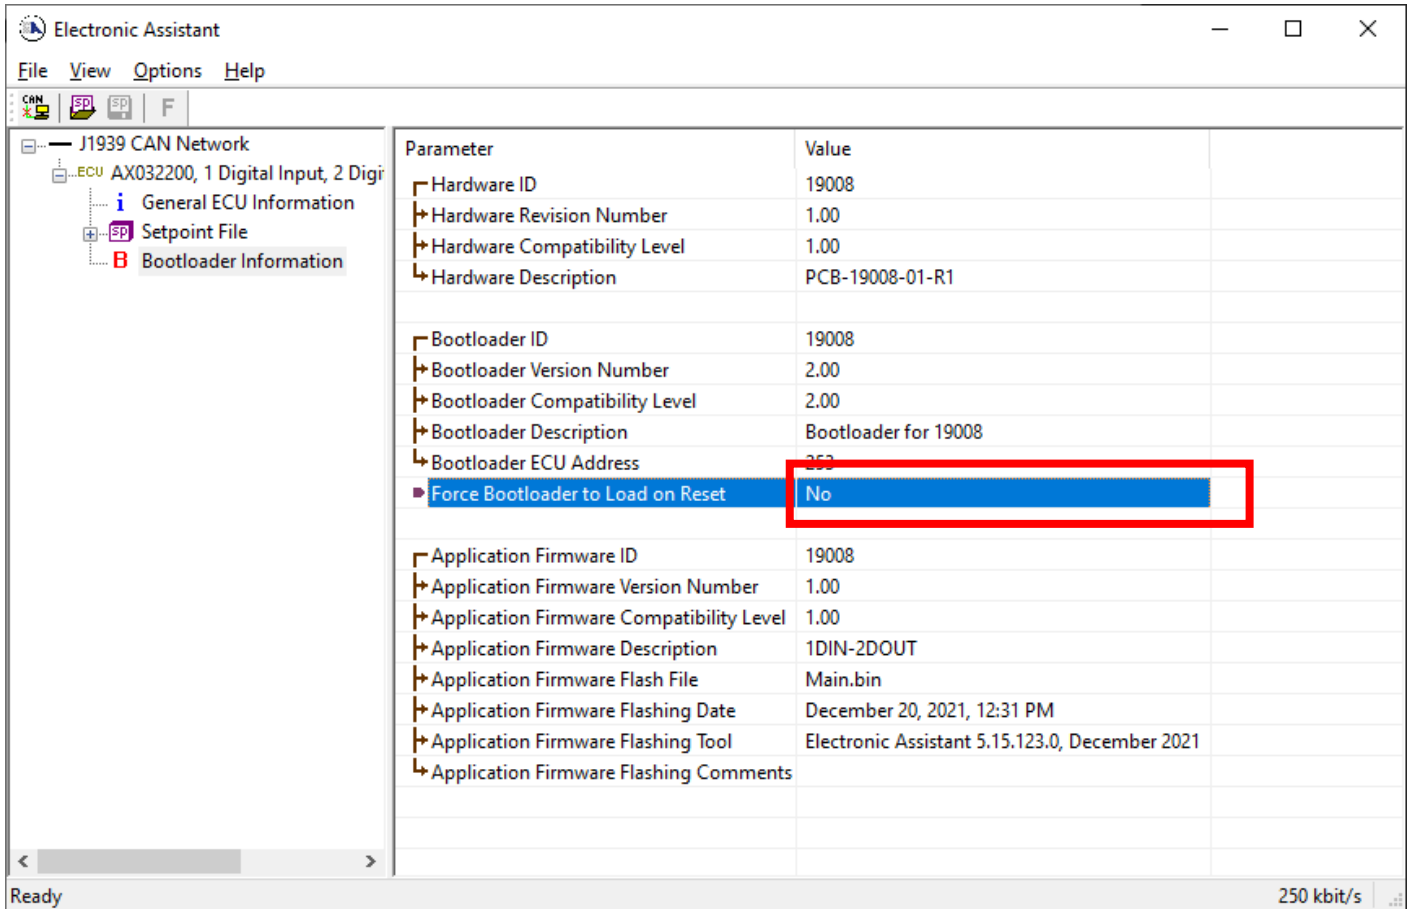 Electronic Assistant
File View Options Help
CAN SP SP F
J1939 CAN Network
ECU AX032200, 1 Digital Input, 2 Digi
i General ECU Information
SP Setpoint File
B Bootloader Information
Parameter Value
Hardware ID 19008
Hardware Revision Number 1.00
Hardware Compatibility Level 1.00
Hardware Description PCB-19008-01-R1
Bootloader ID 19008
Bootloader Version Number 2.00
Bootloader Compatibility Level 2.00
Bootloader Description Bootloader for 19008
Bootloader ECU Address 253
Force Bootloader to Load on Reset No
Application Firmware ID 19008
Application Firmware Version Number 1.00
Application Firmware Compatibility Level 1.00
Application Firmware Description 1DIN-2DOUT
Application Firmware Flash File Main.bin
Application Firmware Flashing Date December 20, 2021, 12:31 PM
Application Firmware Flashing Tool Electronic Assistant 5.15.123.0, December 2021
Application Firmware Flashing Comments
Ready 250 kbit/s